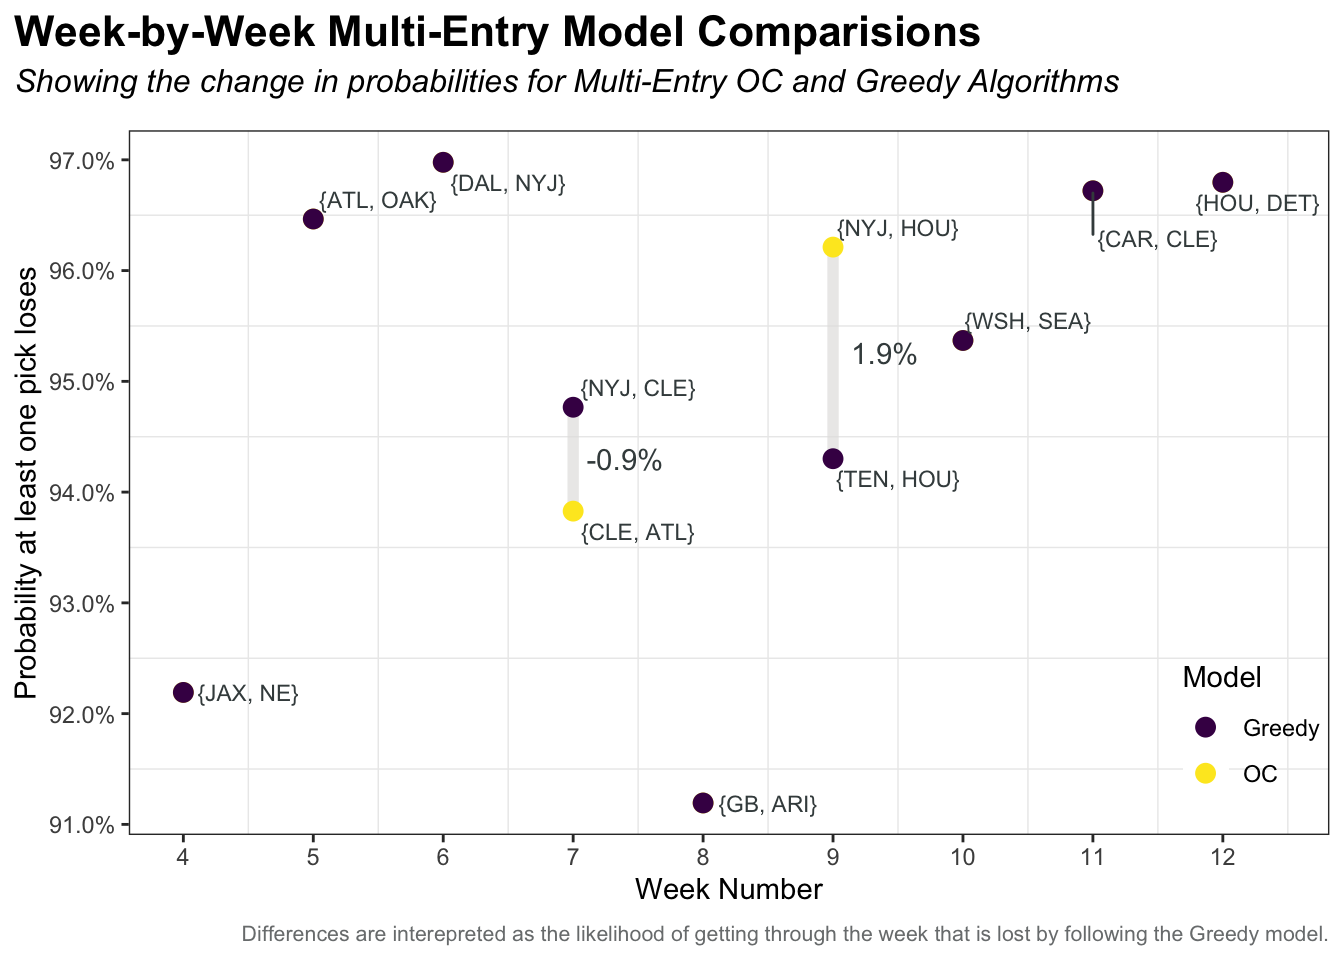 Week-by-Week Multi-Entry Model Comparisions
Showing the change in probabilities for Multi-Entry OC and Greedy Algorithms
Probability at least one pick loses
97.0%
96.0%
95.0%
94.0%
93.0%
92.0%
91.0%
{DAL, NYJ}
{ATL, OAK}
{HOU, DET}
{NYJ, HOU}
{CAR, CLE}
{WSH, SEA}
1.9%
{NYJ, CLE}
-0.9%
{TEN, HOU}
{CLE, ATL}
{JAX, NE}
{GB, ARI}
Model
Greedy
OC
4 5 6 7 8 9 10 11 12
Week Number
Differences are interepreted as the likelihood of getting through the week that is lost by following the Greedy model.